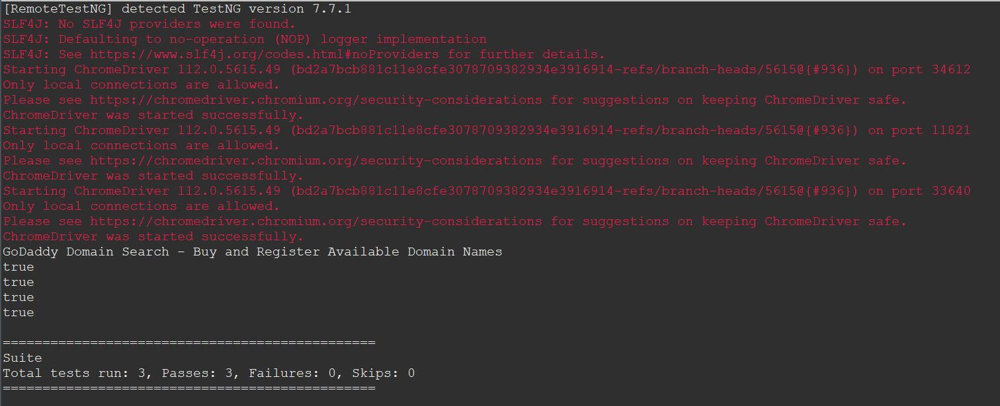 [RemoteTestNG] detected TestNG version 7.7.1
SLF4J: No SLF4J providers were found.
SLF4J: Defaulting to no-operation (NOP) logger implementation
SLF4J: See https://www.slf4j.org/codes.html#noProviders for further details.
Starting ChromeDriver 112.0.5615.49 (bd2a7bcb881c11e8cfe3078709382934e3916914-refs/branch-heads/5615@{#936}) on port 34612
Only local connections are allowed.
Please see https://chromedriver.chromium.org/security-considerations for suggestions on keeping ChromeDriver safe.
ChromeDriver was started successfully.
Starting ChromeDriver 112.0.5615.49 (bd2a7bcb881c11e8cfe3078709382934e3916914-refs/branch-heads/5615@{#936}) on port 11821
Only local connections are allowed.
Please see https://chromedriver.chromium.org/security-considerations for suggestions on keeping ChromeDriver safe.
ChromeDriver was started successfully.
Starting ChromeDriver 112.0.5615.49 (bd2a7bcb881c11e8cfe3078709382934e3916914-refs/branch-heads/5615@{#936}) on port 33640
Only local connections are allowed.
Please see https://chromedriver.chromium.org/security-considerations for suggestions on keeping ChromeDriver safe.
ChromeDriver was started successfully.
GoDaddy Domain Search - Buy and Register Available Domain Names
true
true
true
true
===============================================
Suite
Total tests run: 3, Passes: 3, Failures: 0, Skips: 0
===============================================